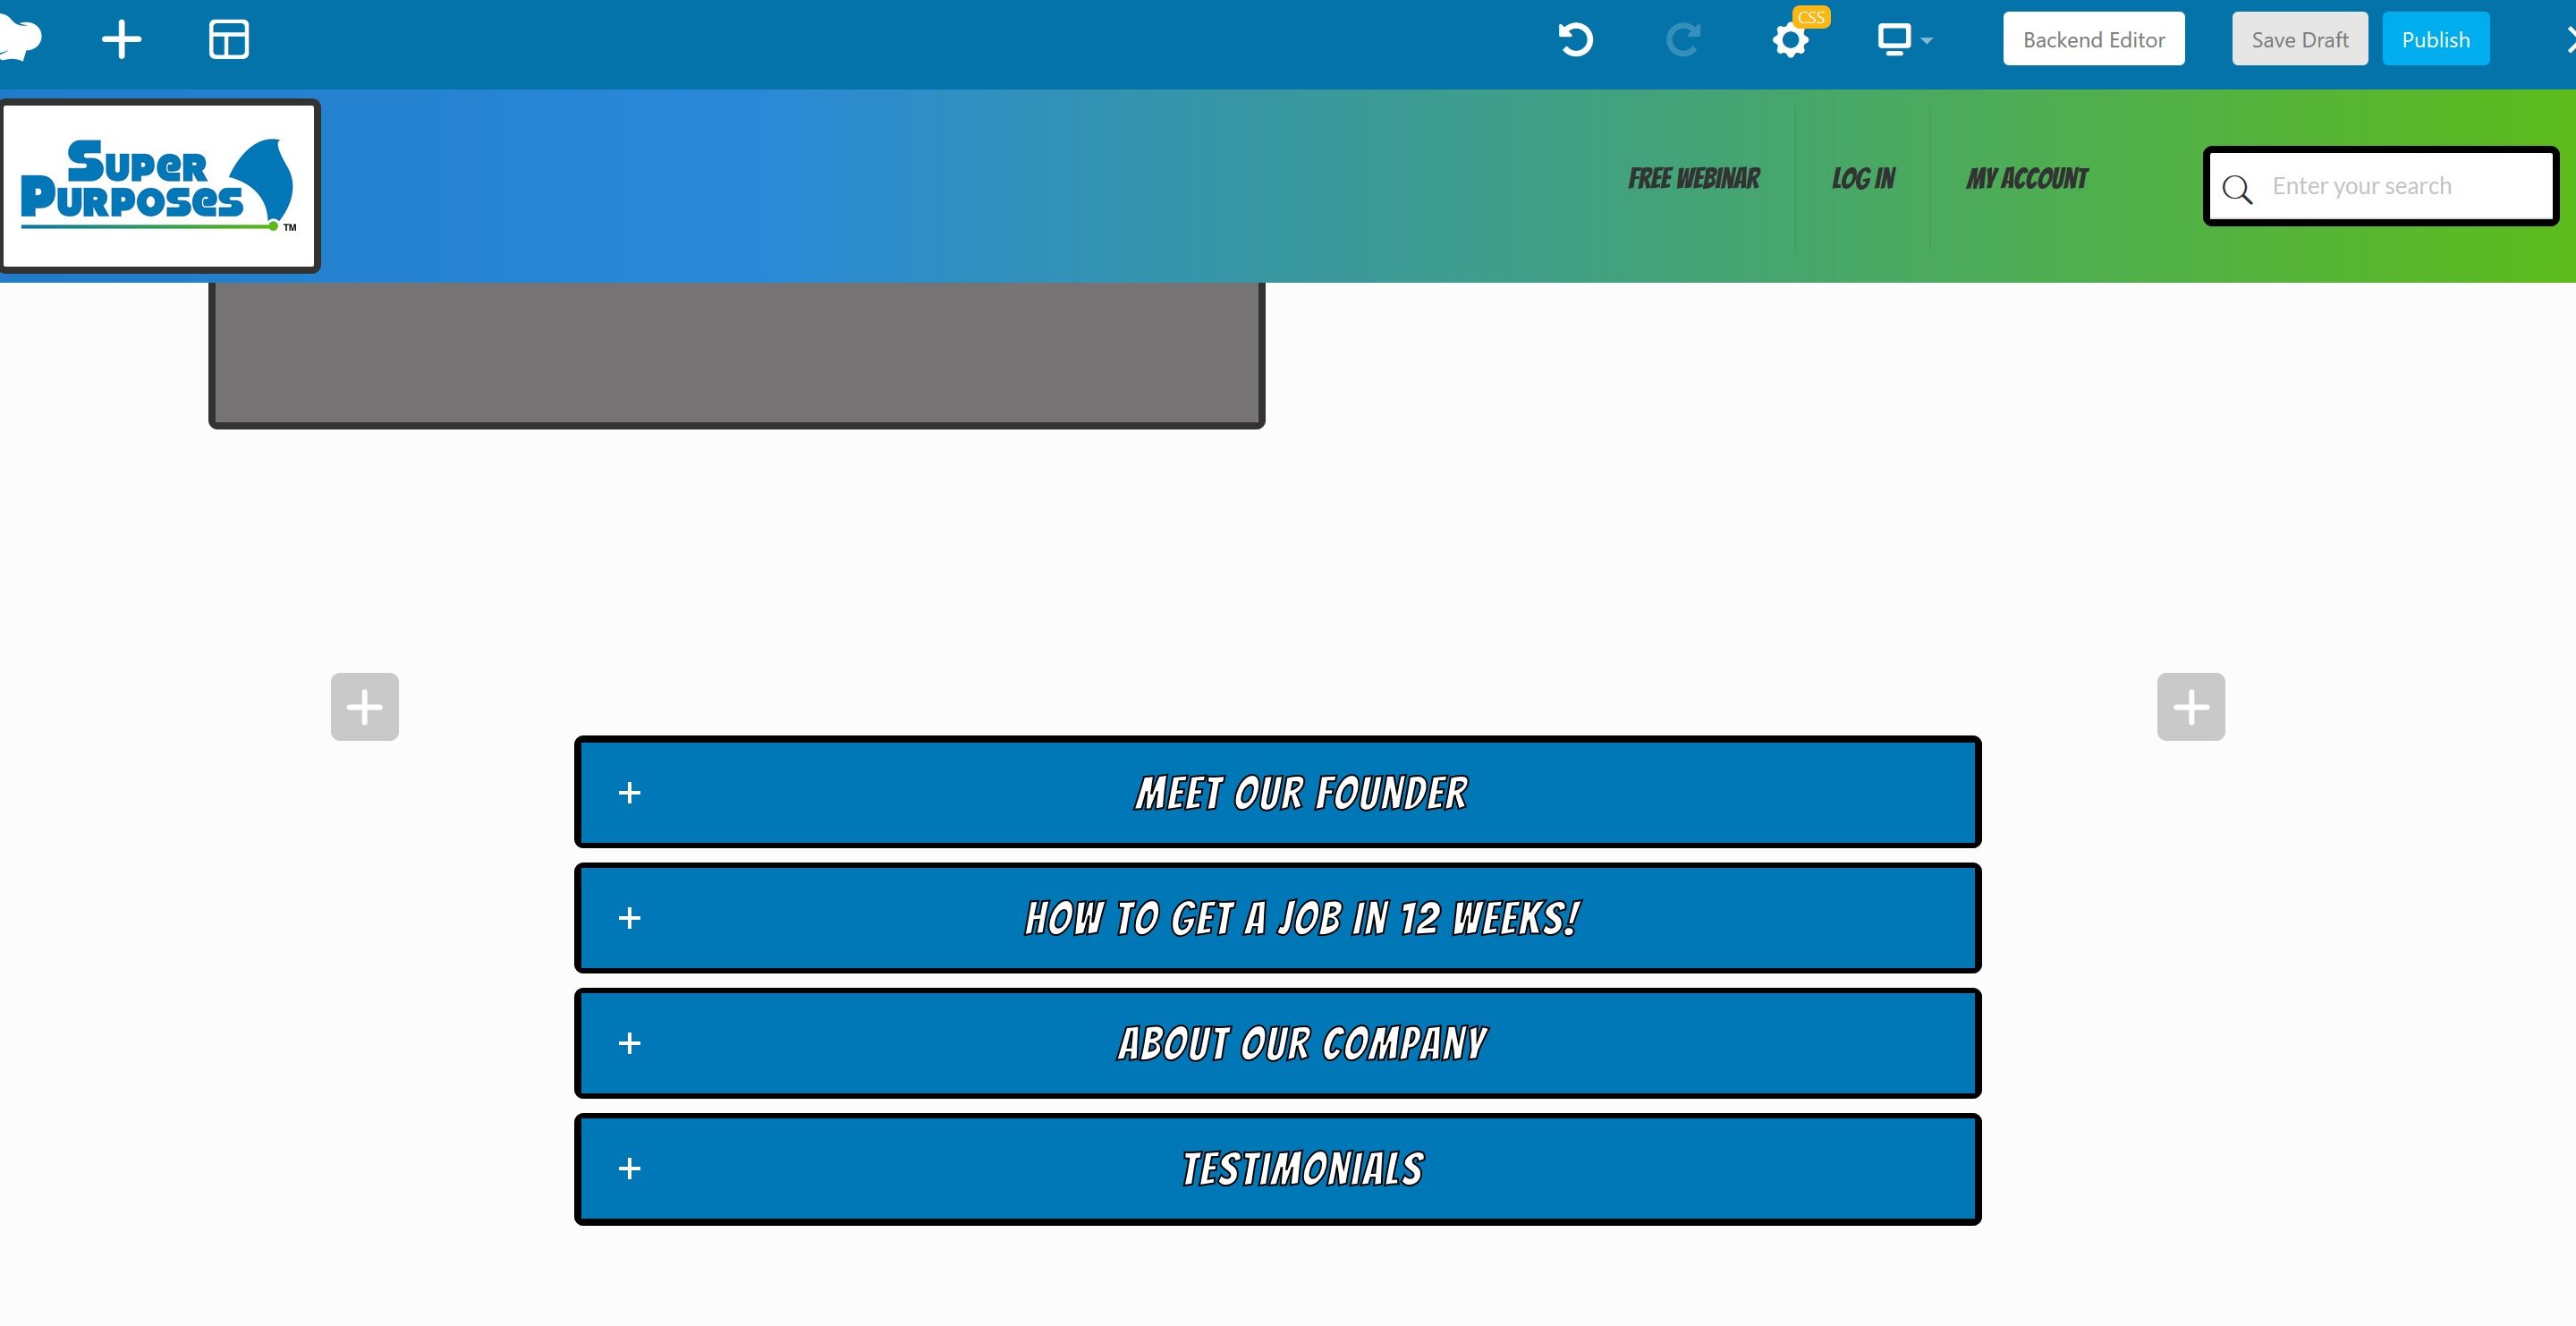 CSS
Backend Editor
Save Draft
Publish
SUPER
PURPOSES
TM
FREE WEBINAR
LOG IN
MY ACCOUNT
Enter your search
MEET OUR FOUNDER
HOW TO GET A JOB IN 12 WEEKS!
ABOUT OUR COMPANY
TESTIMONIALS